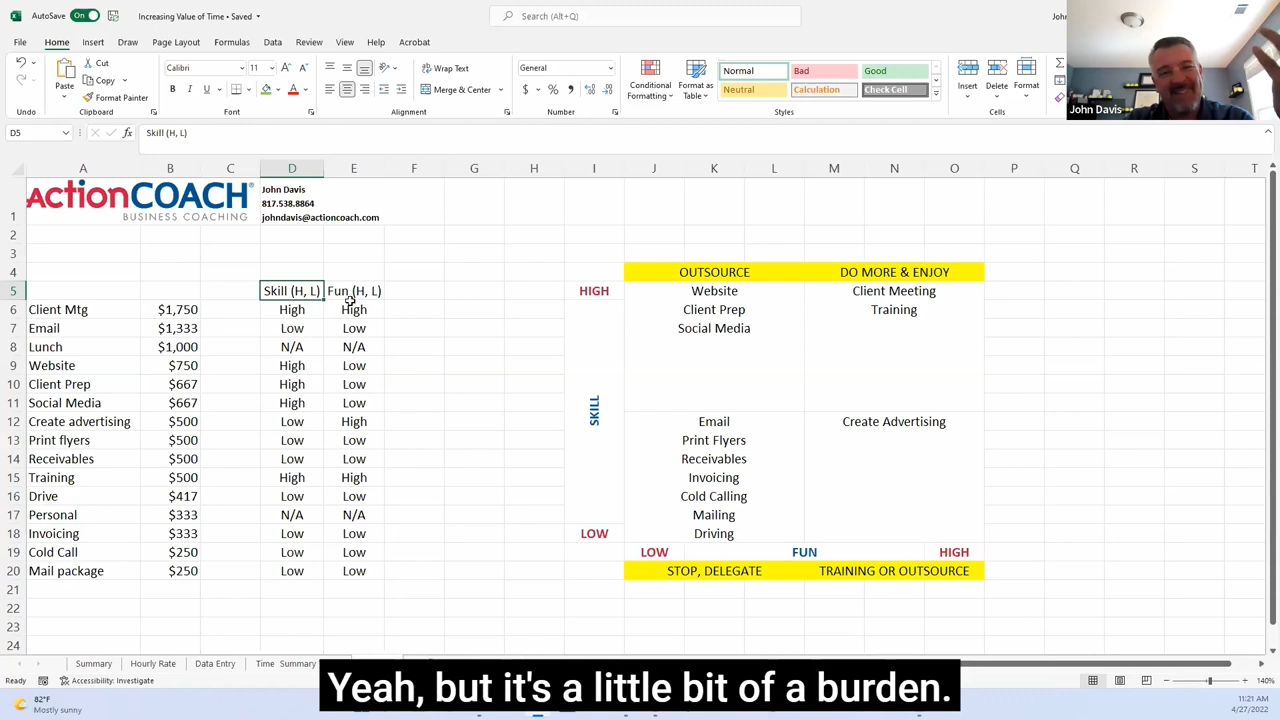 AutoSave On Increasing Value of Time • Saved Search (Alt+Q)
File Home Insert Draw Page Layout Formulas Data Review View Help Acrobat
Paste Cut Copy Format Painter Calibri 11 Wrap Text Merge & Center General Conditional Formatting Format as Table Normal Bad Good Neutral Calculation Check Cell Insert Delete Format
John Davis
Undo Clipboard Font Alignment Number Styles Cells
D5 Skill (H, L)
A B C D E F G H I J K L M N O P Q R S T
1 ActionCOACH® BUSINESS COACHING
John Davis
817.538.8864
johndavis@actioncoach.com
2
3
4 OUTSOURCE DO MORE & ENJOY
5 Skill (H, L) Fun (H, L) HIGH Website Client Meeting
6 Client Mtg $1,750 High High Client Prep Training
7 Email $1,333 Low Low Social Media
8 Lunch $1,000 N/A N/A
9 Website $750 High Low
10 Client Prep $667 High Low
11 Social Media $667 High Low
SKILL
12 Create advertising $500 Low High Email Create Advertising
13 Print flyers $500 Low Low Print Flyers
14 Receivables $500 Low Low Receivables
15 Training $500 High High Invoicing
16 Drive $417 Low Low Cold Calling
17 Personal $333 N/A N/A Mailing
18 Invoicing $333 Low Low LOW Driving
19 Cold Call $250 Low Low LOW FUN HIGH
20 Mail package $250 Low Low STOP, DELEGATE TRAINING OR OUTSOURCE
21
22
23
24
Summary Hourly Rate Data Entry Time Summary
Yeah, but it's a little bit of a burden.
Ready Accessibility: Investigate 140%
82°F
Mostly sunny
11:21 AM
4/27/2022